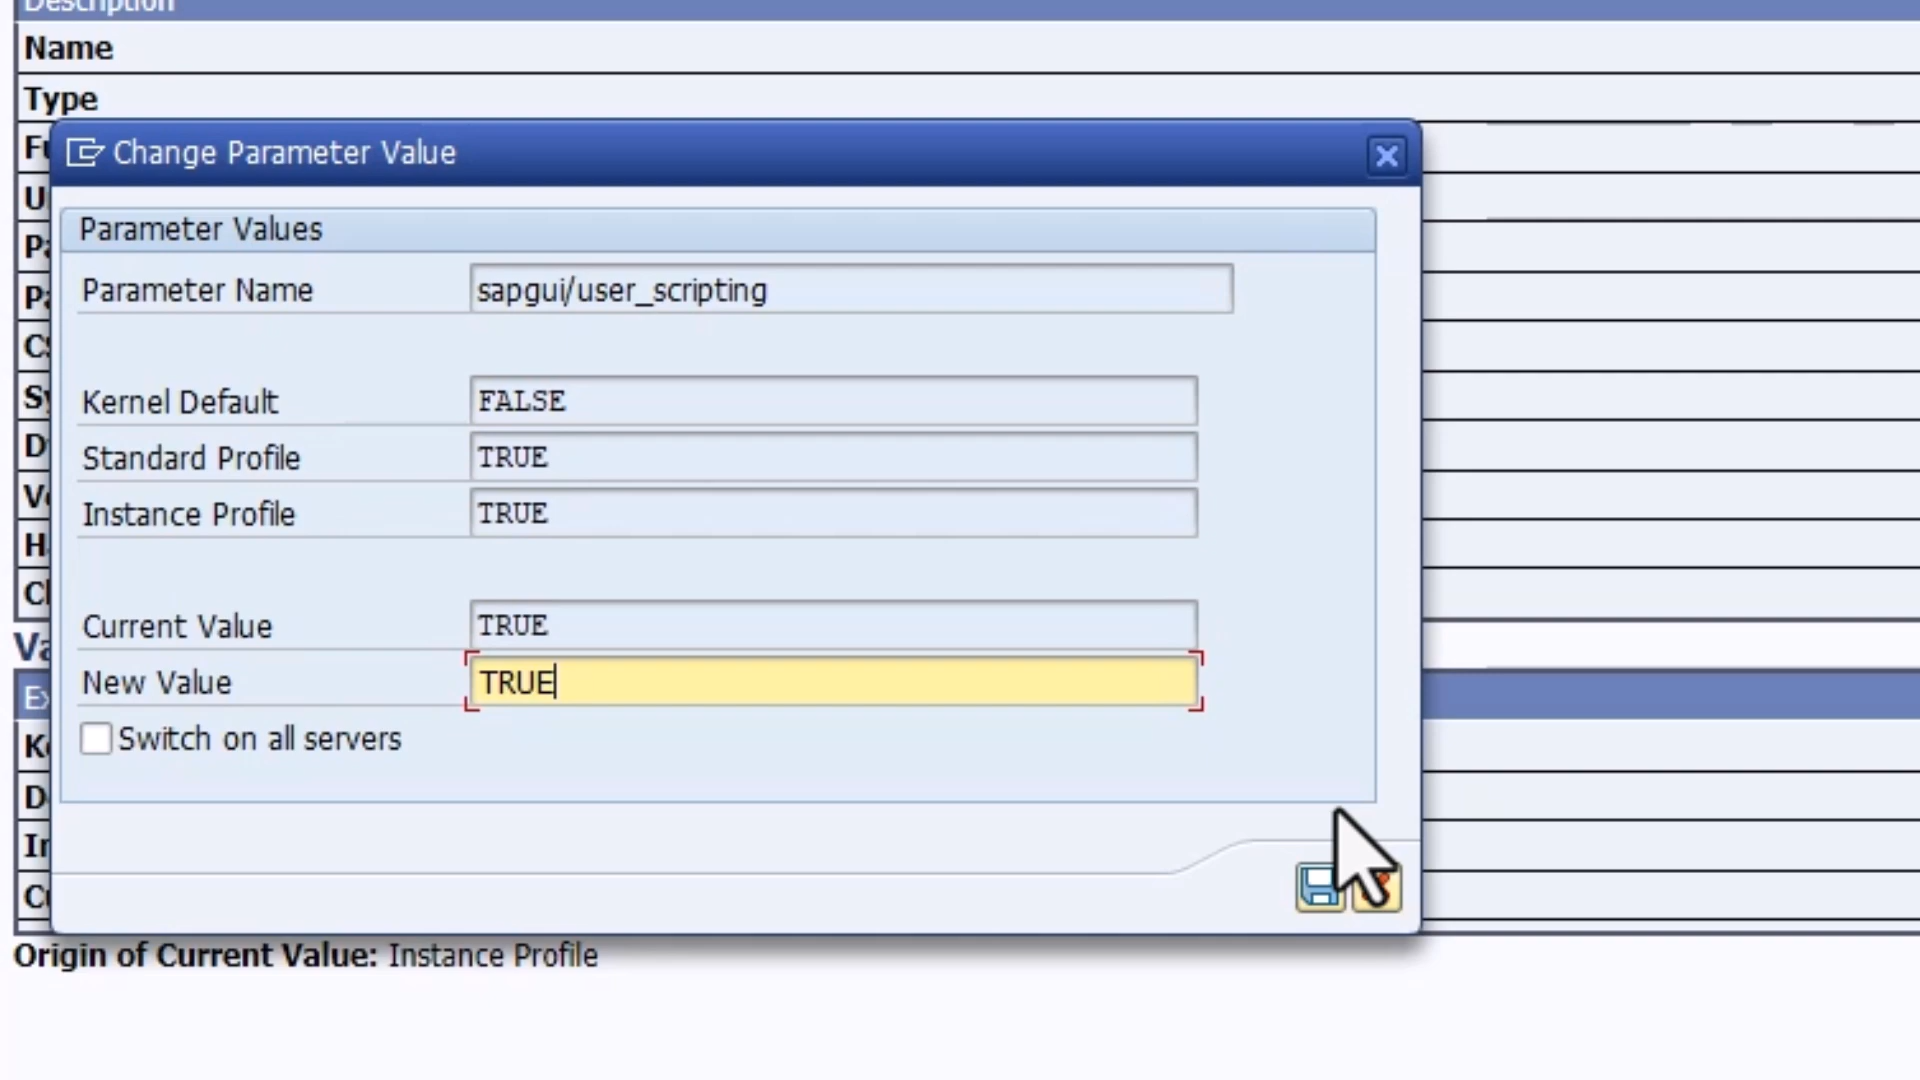 Description
Name
Type
Change Parameter Value
Parameter Values
Parameter Name sapgui/user_scripting
Kernel Default FALSE
Standard Profile TRUE
Instance Profile TRUE
Current Value TRUE
New Value TRUE
Switch on all servers
Origin of Current Value: Instance Profile